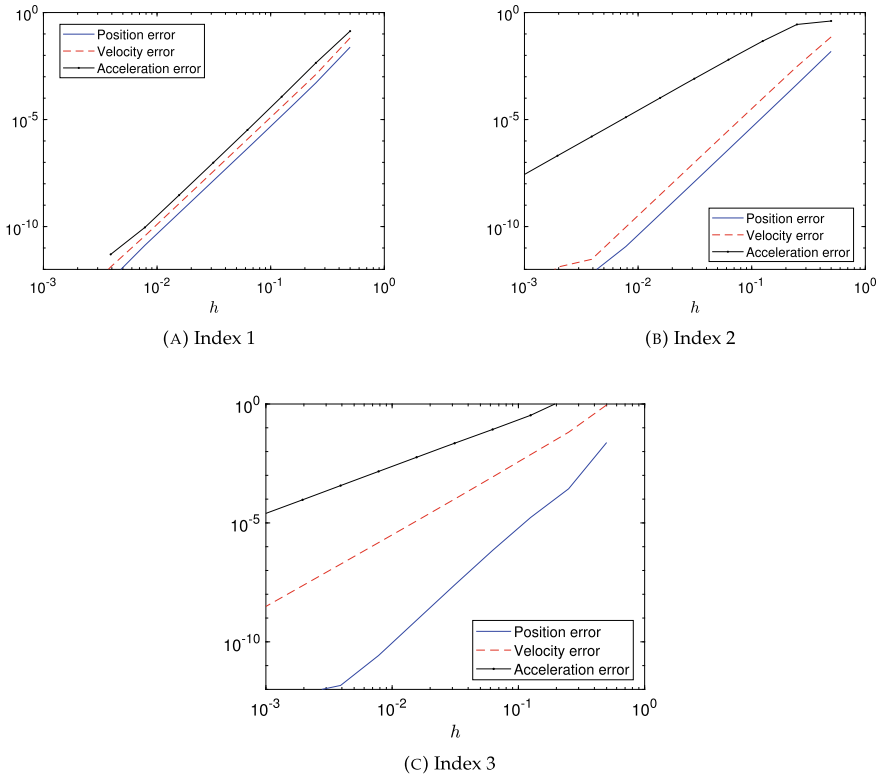 10^0
10^-5
10^-10
Position error
Velocity error
Acceleration error
10^-3
10^-2
10^-1
10^0
h
(A) Index 1
10^0
10^-5
10^-10
Position error
Velocity error
Acceleration error
10^-3
10^-2
10^-1
10^0
h
(B) Index 2
10^0
10^-5
10^-10
Position error
Velocity error
Acceleration error
10^-3
10^-2
10^-1
10^0
h
(C) Index 3